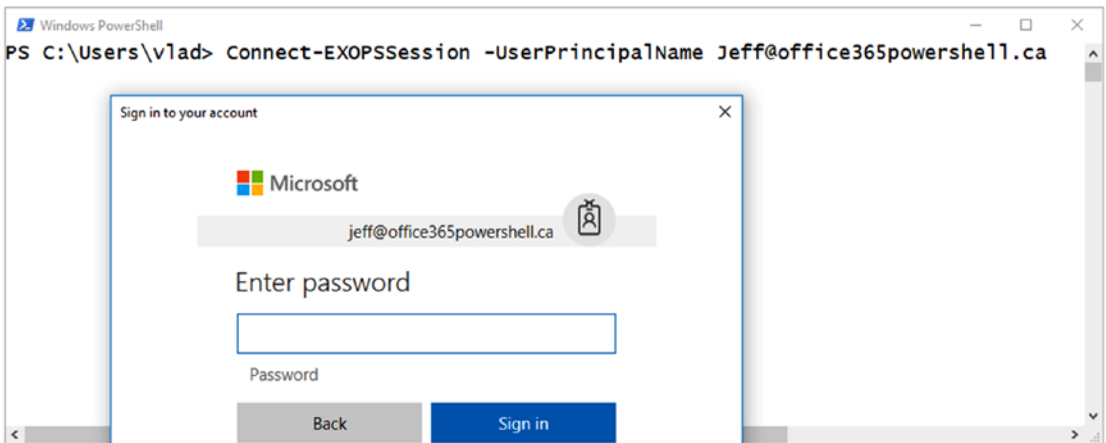 Windows PowerShell
PS C:\Users\vlad> Connect-EXOPSSession -UserPrincipalName Jeff@office365powershell.ca
Sign in to your account
Microsoft
jeff@office365powershell.ca
Enter password
Password
Back Sign in